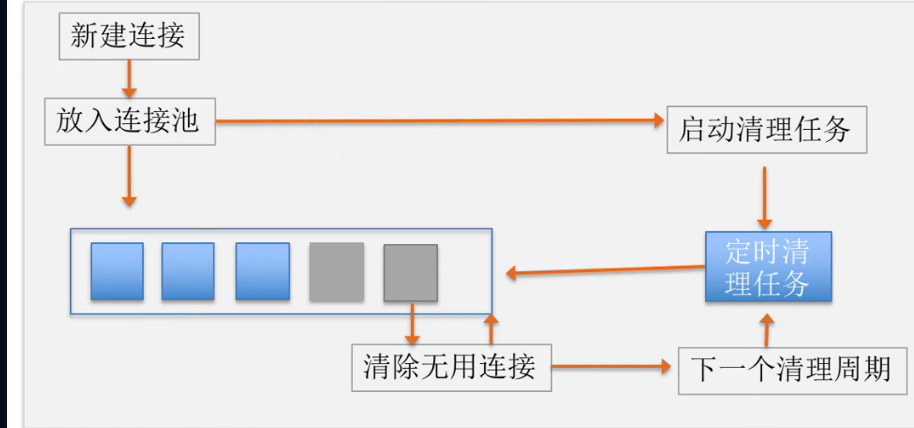 新建连接
放入连接池
启动清理任务
定时清
理任务
清除无用连接
下一个清理周期